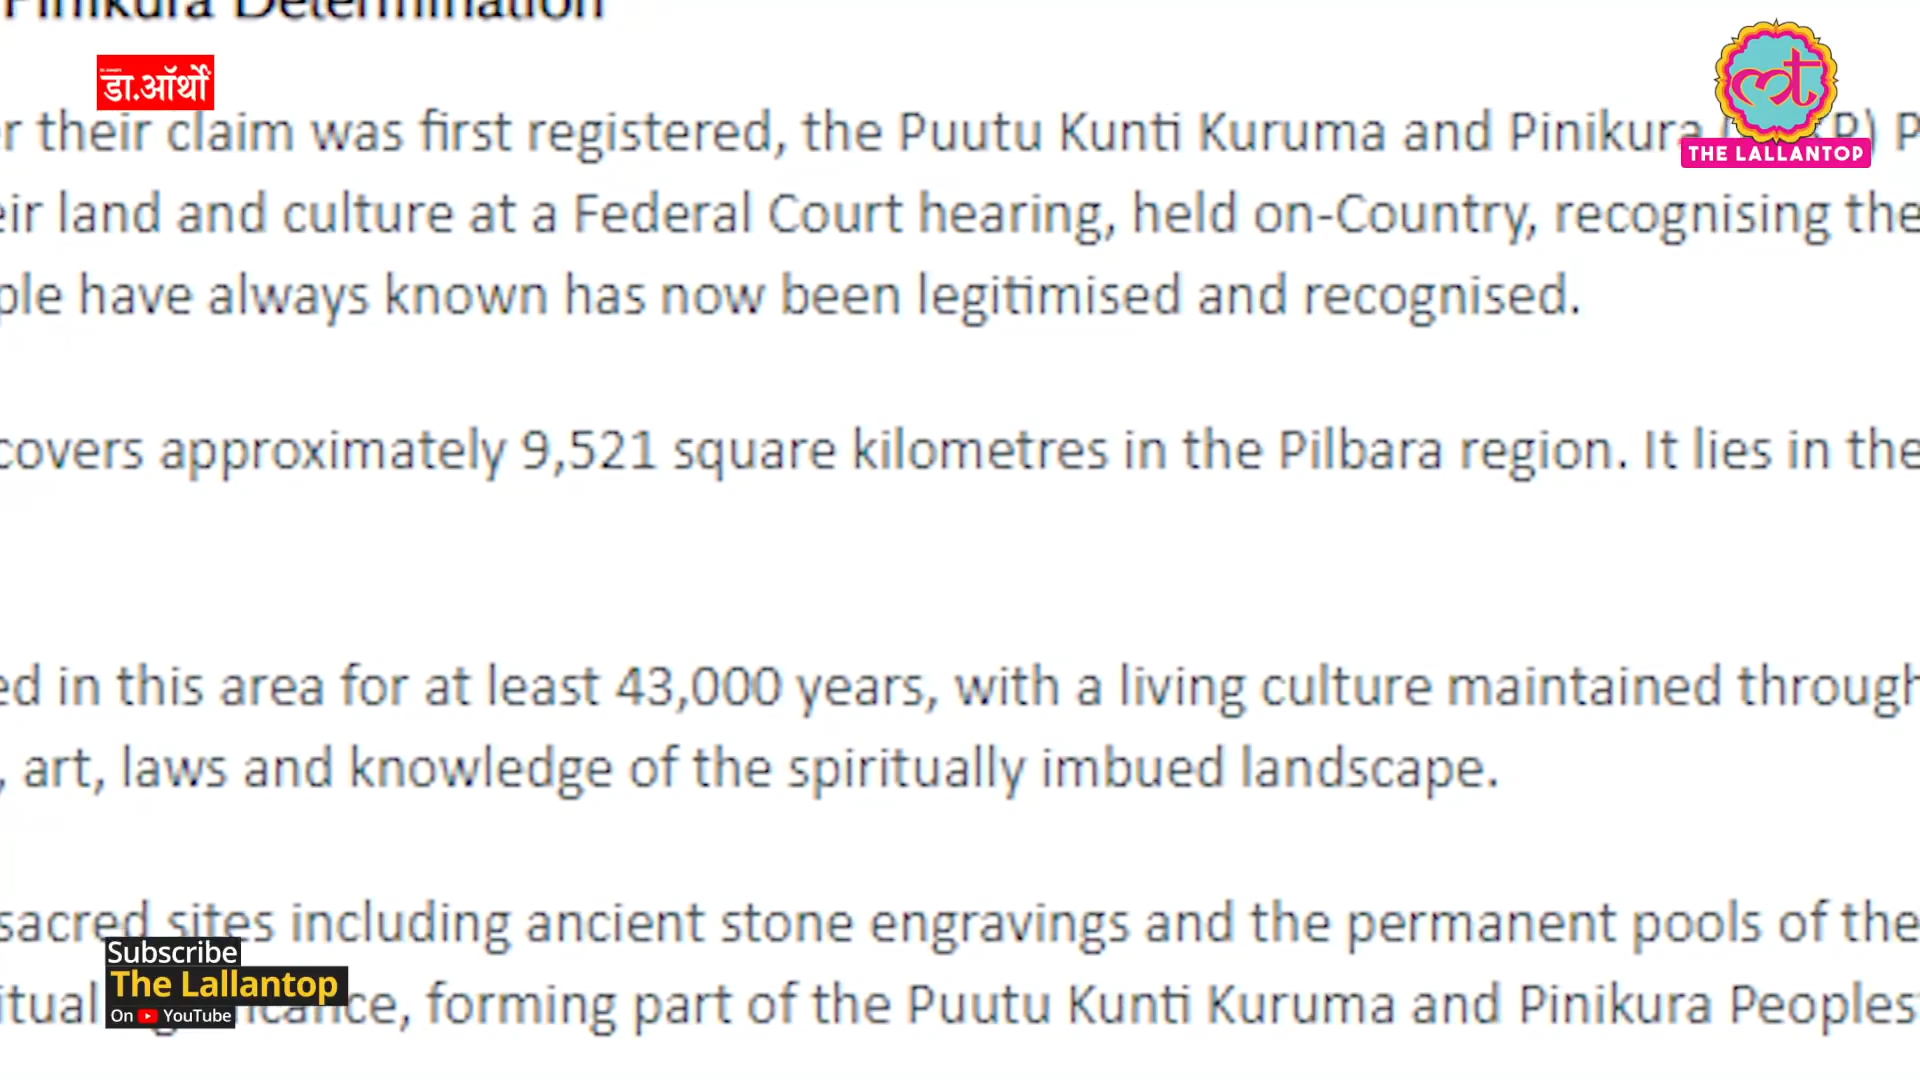 Pinikura Determination
डा.ऑर्थो
THE LALLANTOP
r their claim was first registered, the Puutu Kunti Kuruma and Pinikura P) P
eir land and culture at a Federal Court hearing, held on-Country, recognising the
ple have always known has now been legitimised and recognised.
covers approximately 9,521 square kilometres in the Pilbara region. It lies in the
ed in this area for at least 43,000 years, with a living culture maintained through
, art, laws and knowledge of the spiritually imbued landscape.
sacred sites including ancient stone engravings and the permanent pools of the
itual forming part of the Puutu Kunti Kuruma and Pinikura Peoples
Subscribe
The Lallantop
On YouTube